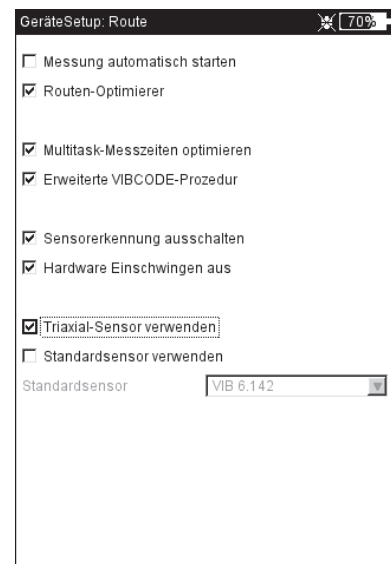 GeräteSetup: Route 70%
Messung automatisch starten
Routen-Optimierer
Multitask-Messzeiten optimieren
Erweiterte VIBCODE-Prozedur
Sensorerkennung ausschalten
Hardware Einschwingen aus
Triaxial-Sensor verwenden
Standardsensor verwenden
Standardsensor VIB 6.142